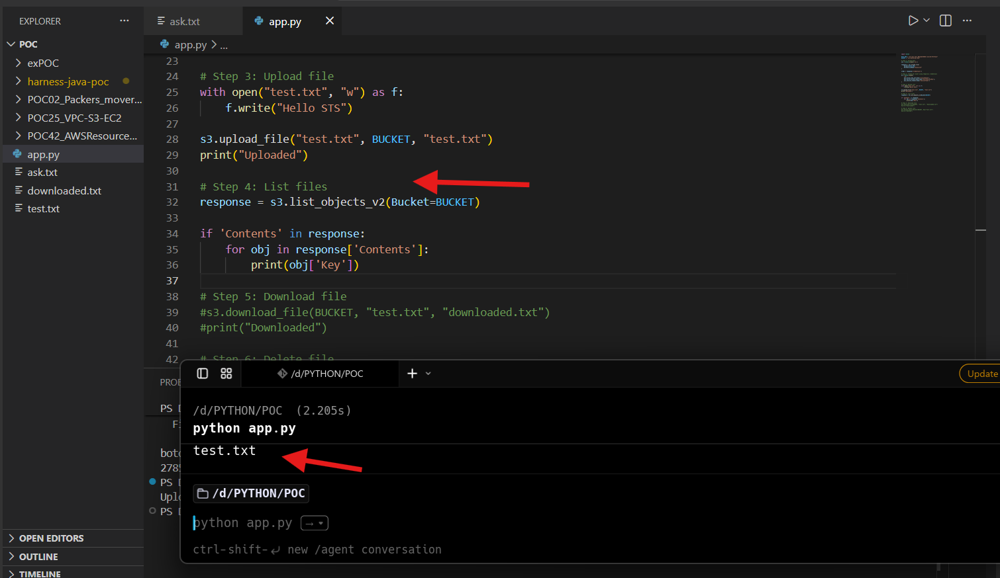 EXPLORER
...
ask.txt
app.py
POC
app.py > ...
exPOC
harness-java-poc
POC02_Packers_mover...
POC25_VPC-S3-EC2
POC42_AWSResource...
app.py
ask.txt
downloaded.txt
test.txt
23
24 # Step 3: Upload file
25 with open("test.txt", "w") as f:
26 f.write("Hello STS")
27
28 s3.upload_file("test.txt", BUCKET, "test.txt")
29 print("Uploaded")
30
31 # Step 4: List files
32 response = s3.list_objects_v2(Bucket=BUCKET)
33
34 if 'Contents' in response:
35 for obj in response['Contents']:
36 print(obj['Key'])
37
38 # Step 5: Download file
39 #s3.download_file(BUCKET, "test.txt", "downloaded.txt")
40 #print("Downloaded")
41
42 # Step 6: Delete file
PROB
PS D
Fi
boto
2785
PS D
Uplo
PS D
/d/PYTHON/POC
Update
/d/PYTHON/POC (2.205s)
python app.py
test.txt
/d/PYTHON/POC
python app.py
ctrl-shift-↵ new /agent conversation
OPEN EDITORS
OUTLINE
TIMELINE